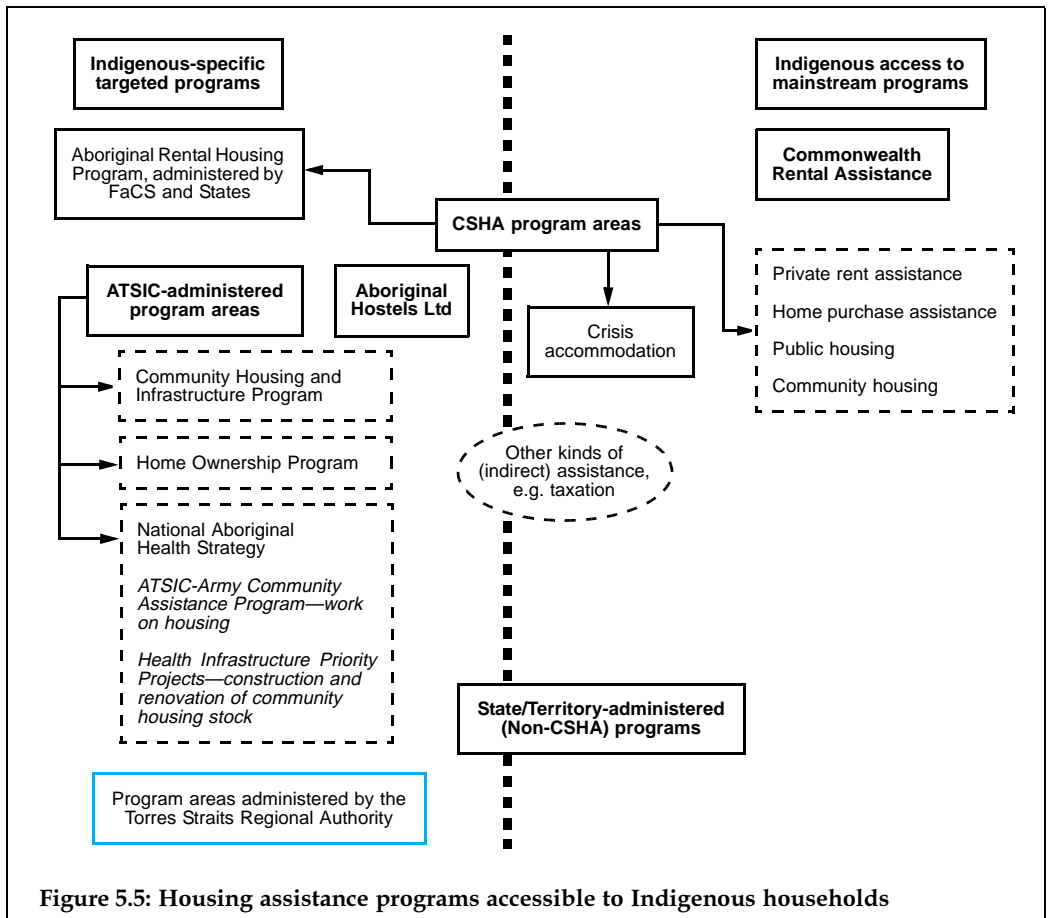 Indigenous-specific
targeted programs
Indigenous access to
mainstream programs
Aboriginal Rental Housing
Program, administered by
FaCS and States
Commonwealth
Rental Assistance
CSHA program areas
ATSIC-administered
program areas
Aboriginal
Hostels Ltd
Crisis
accommodation
Private rent assistance
Home purchase assistance
Public housing
Community housing
Community Housing and
Infrastructure Program
Home Ownership Program
Other kinds of
(indirect) assistance,
e.g. taxation
National Aboriginal
Health Strategy
ATSIC-Army Community
Assistance Program—work
on housing
Health Infrastructure Priority
Projects—construction and
renovation of community
housing stock
State/Territory-administered
(Non-CSHA) programs
Program areas administered by the
Torres Straits Regional Authority
Figure 5.5: Housing assistance programs accessible to Indigenous households